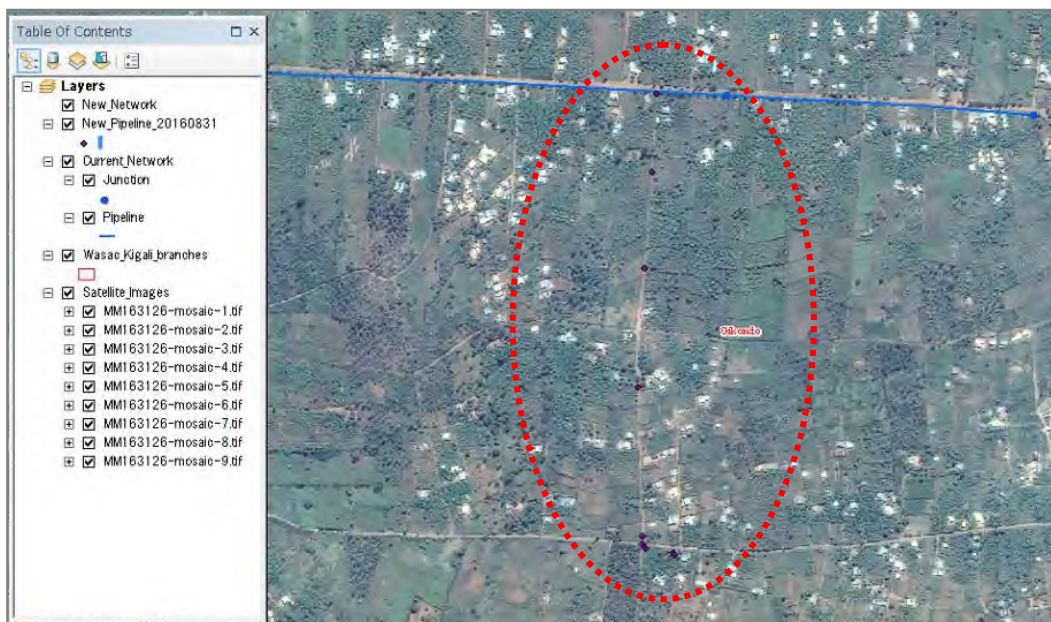 Table Of Contents
Layers
New_Network
New_Pipeline_20160831
Current_Network
Junction
Pipeline
Wasac_Kigali_branches
Satellite_Images
MM163126-mosaic-1.tif
MM163126-mosaic-2.tif
MM163126-mosaic-3.tif
MM163126-mosaic-4.tif
MM163126-mosaic-5.tif
MM163126-mosaic-6.tif
MM163126-mosaic-7.tif
MM163126-mosaic-8.tif
MM163126-mosaic-9.tif
Gikondo